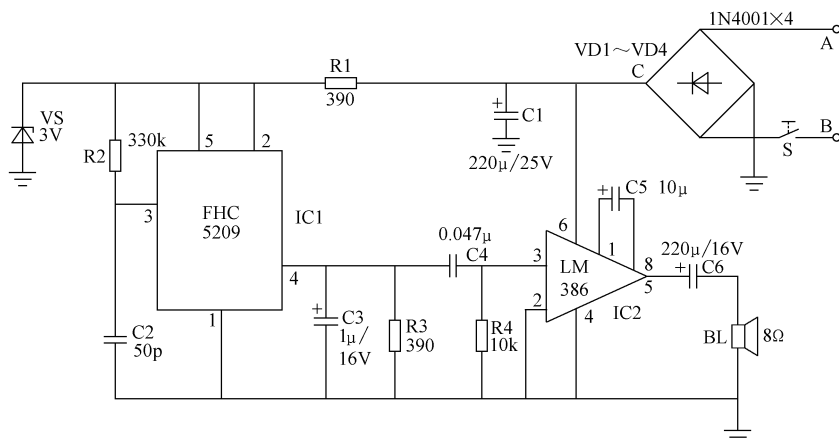 1N4001×4
A
VD1～VD4
C
R1
390
VS
3V
C1
220μ/25V
B
S
330k
R2
5
2
3
FHC
5209
IC1
4
1
0.047μ
C4
6
C5
10μ
1
3
LM
386
2
8
5
4
IC2
220μ/16V
C6
C2
50p
C3
1μ/
16V
R3
390
R4
10k
BL
8Ω